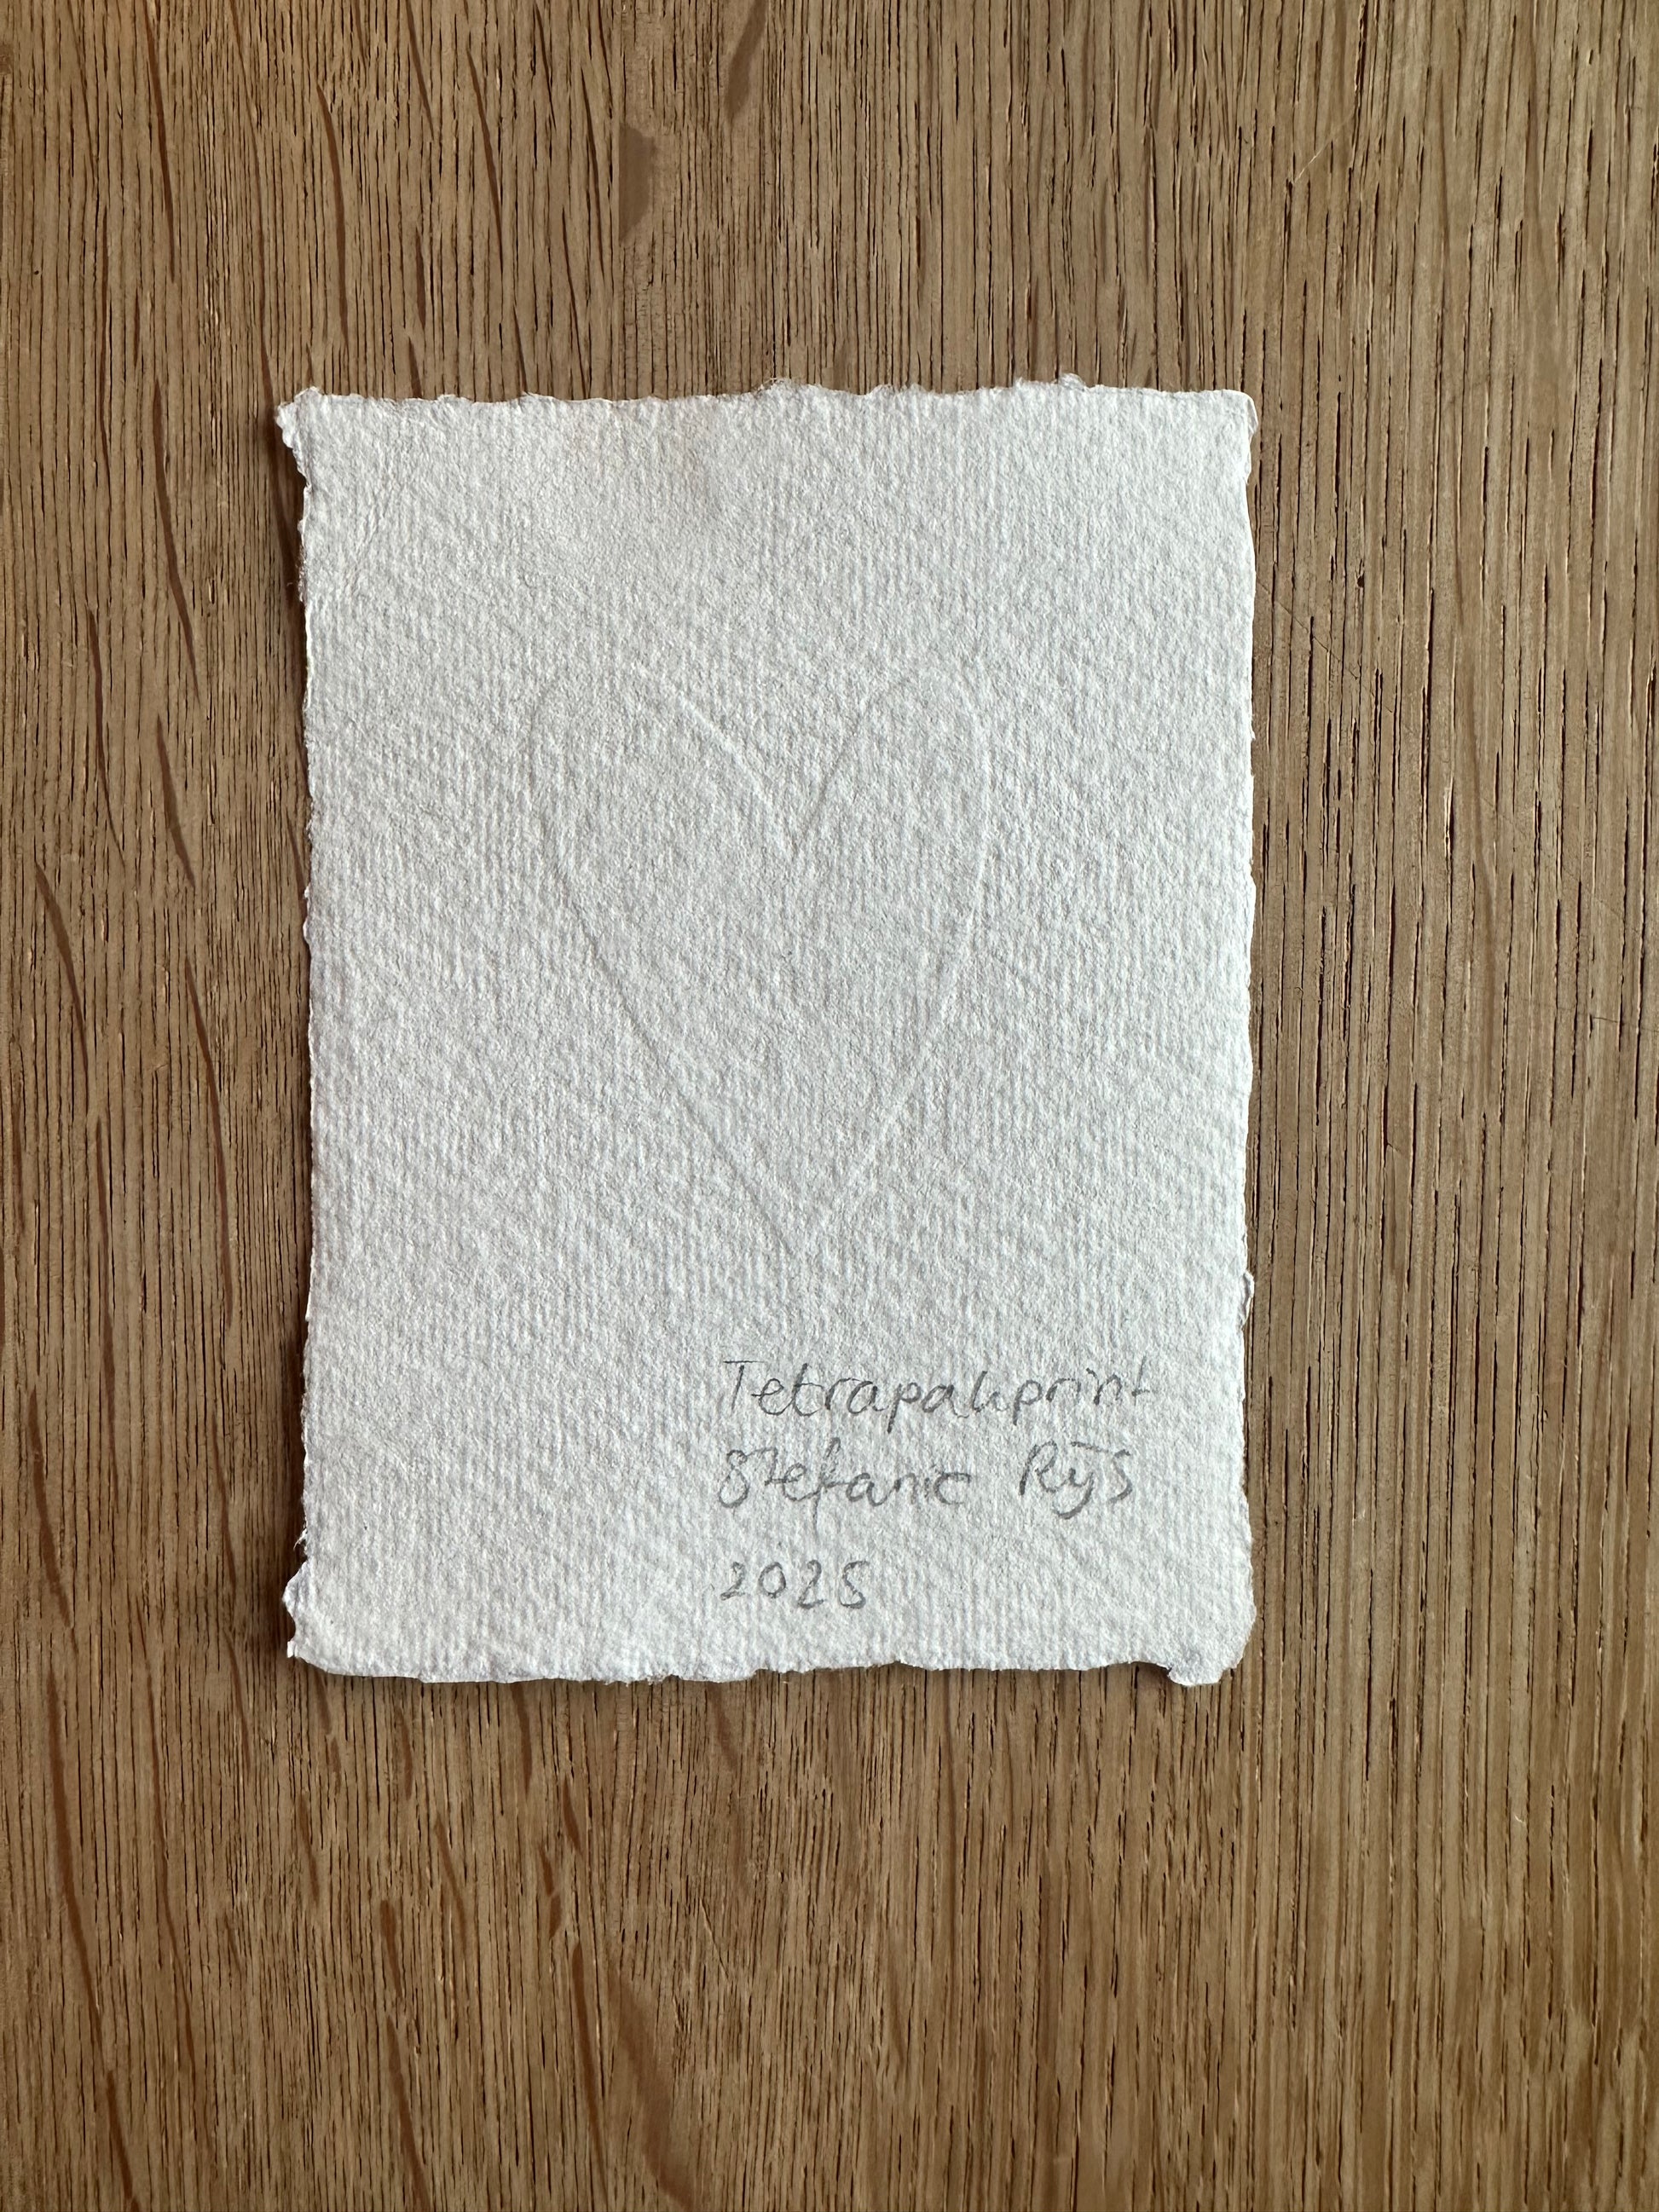 Tetrapakprint
Stefanie Rijs
2025